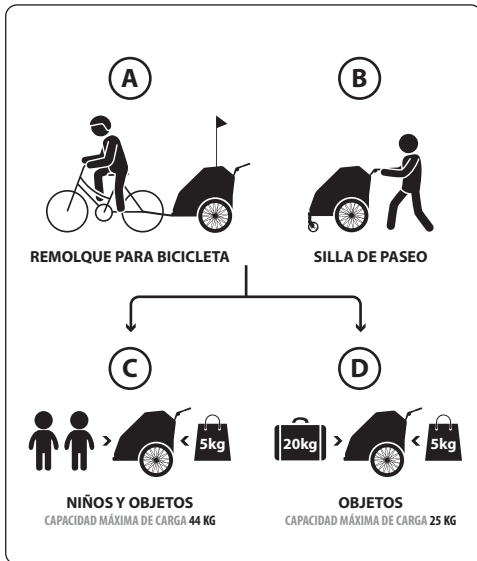 A
B
REMOLQUE PARA BICICLETA
SILLA DE PASEO
C
D
5kg
20kg
5kg
NIÑOS Y OBJETOS
CAPACIDAD MÁXIMA DE CARGA 44 KG
OBJETOS
CAPACIDAD MÁXIMA DE CARGA 25 KG